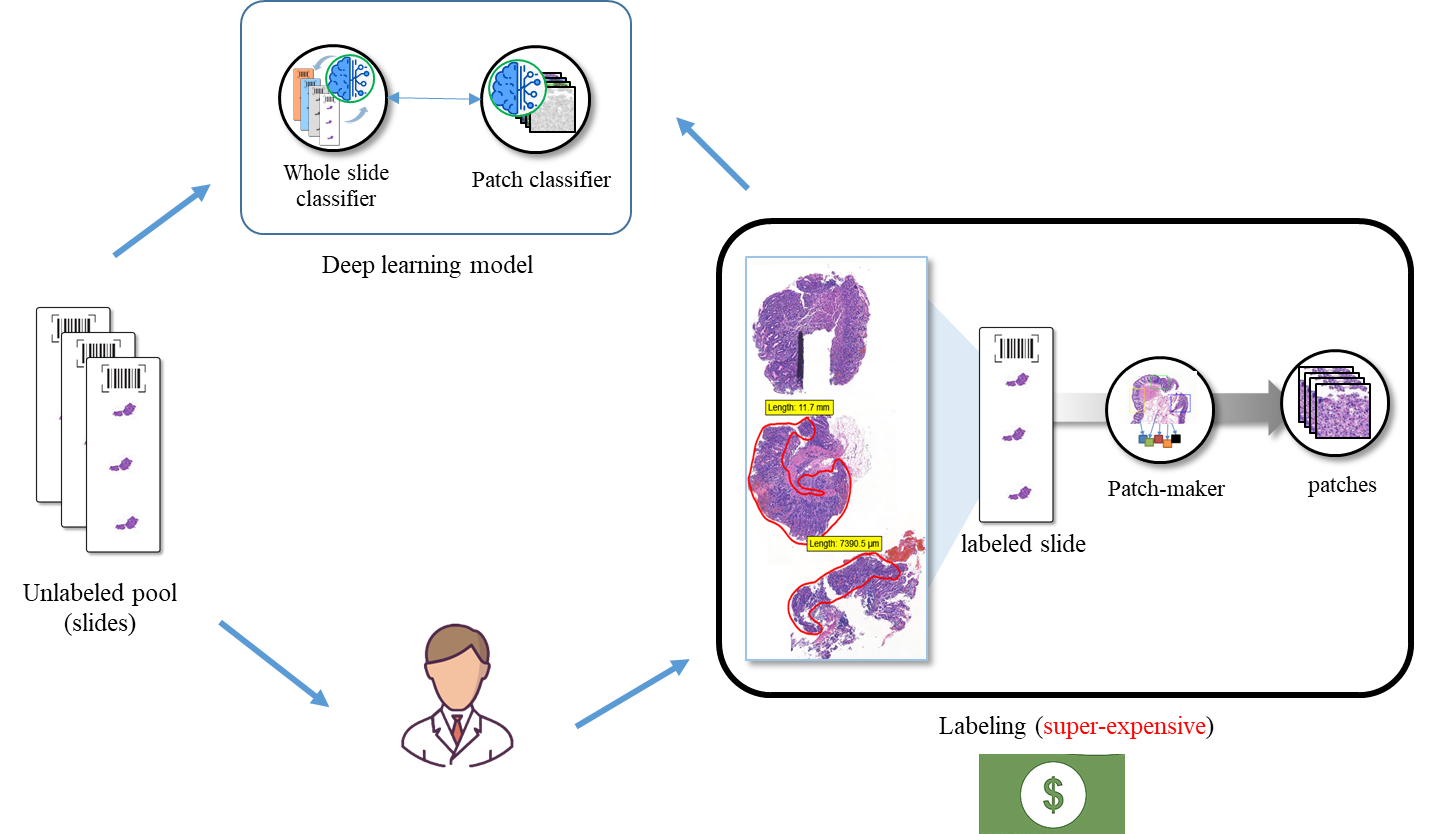 Whole slide
classifier
Patch classifier
Deep learning model
Unlabeled pool
(slides)
Length: 11.7 mm
Length: 7390.5 µm
labeled slide
Patch-maker
patches
Labeling (super-expensive)
$